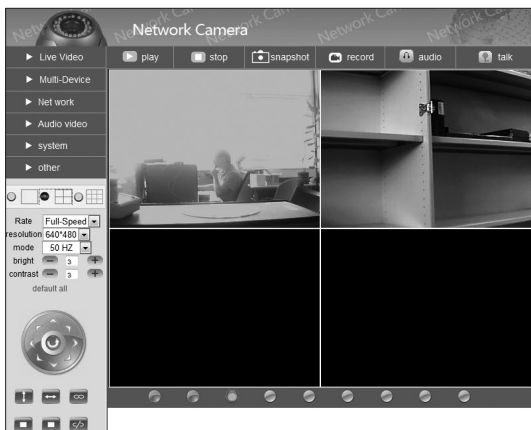 Network Camera
Live Video
play
stop
snapshot
record
audio
talk
Multi-Device
Net work
Audio video
system
other
Rate Full-Speed
resolution 640*480
mode 50 HZ
bright 3
contrast 3
default all